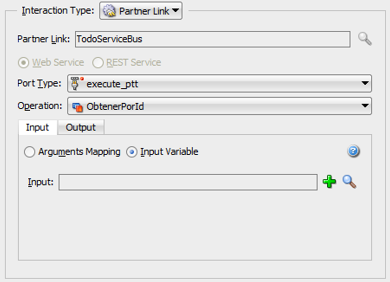 Interaction Type: Partner Link
Partner Link: TodoServiceBus
Web Service REST Service
Port Type: execute_ptt
Operation: ObtenerPorId
Input Output
Arguments Mapping Input Variable
Input: